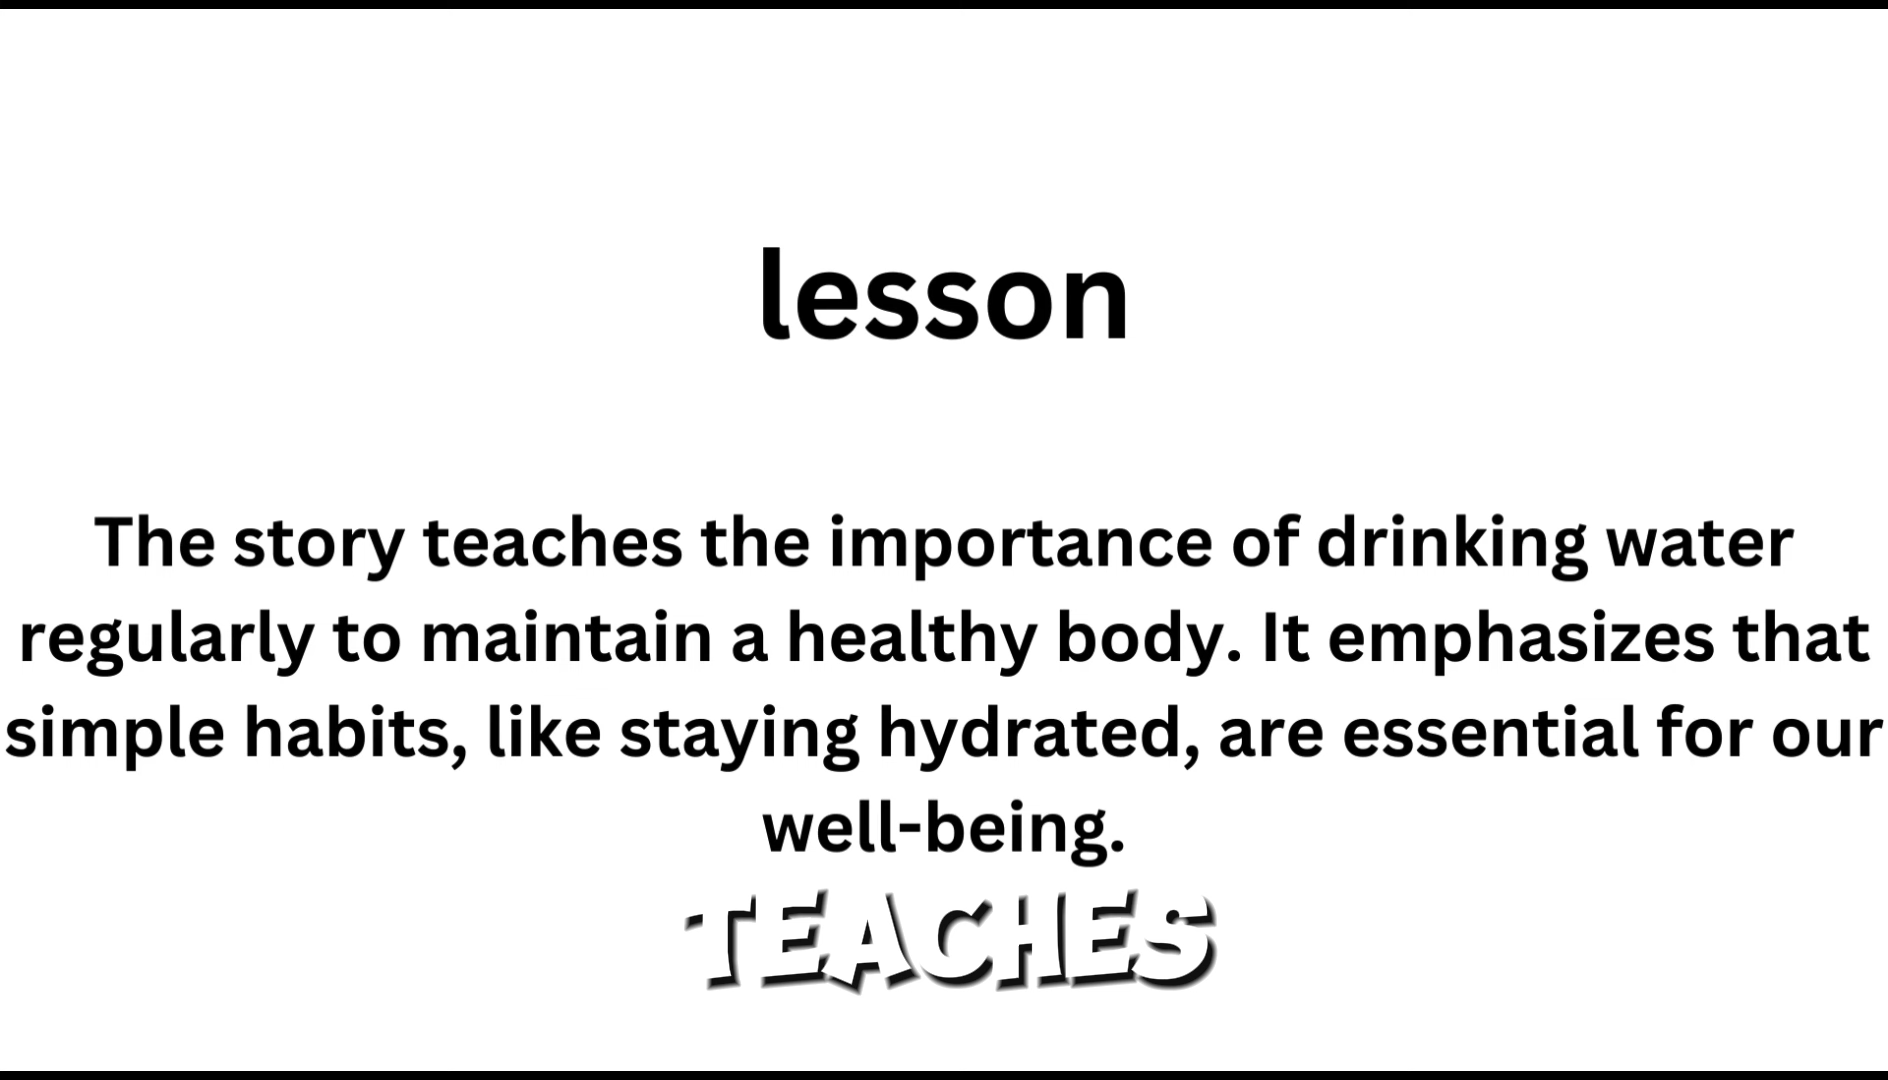 lesson
The story teaches the importance of drinking water
regularly to maintain a healthy body. It emphasizes that
simple habits, like staying hydrated, are essential for our
well-being.
TEACHES